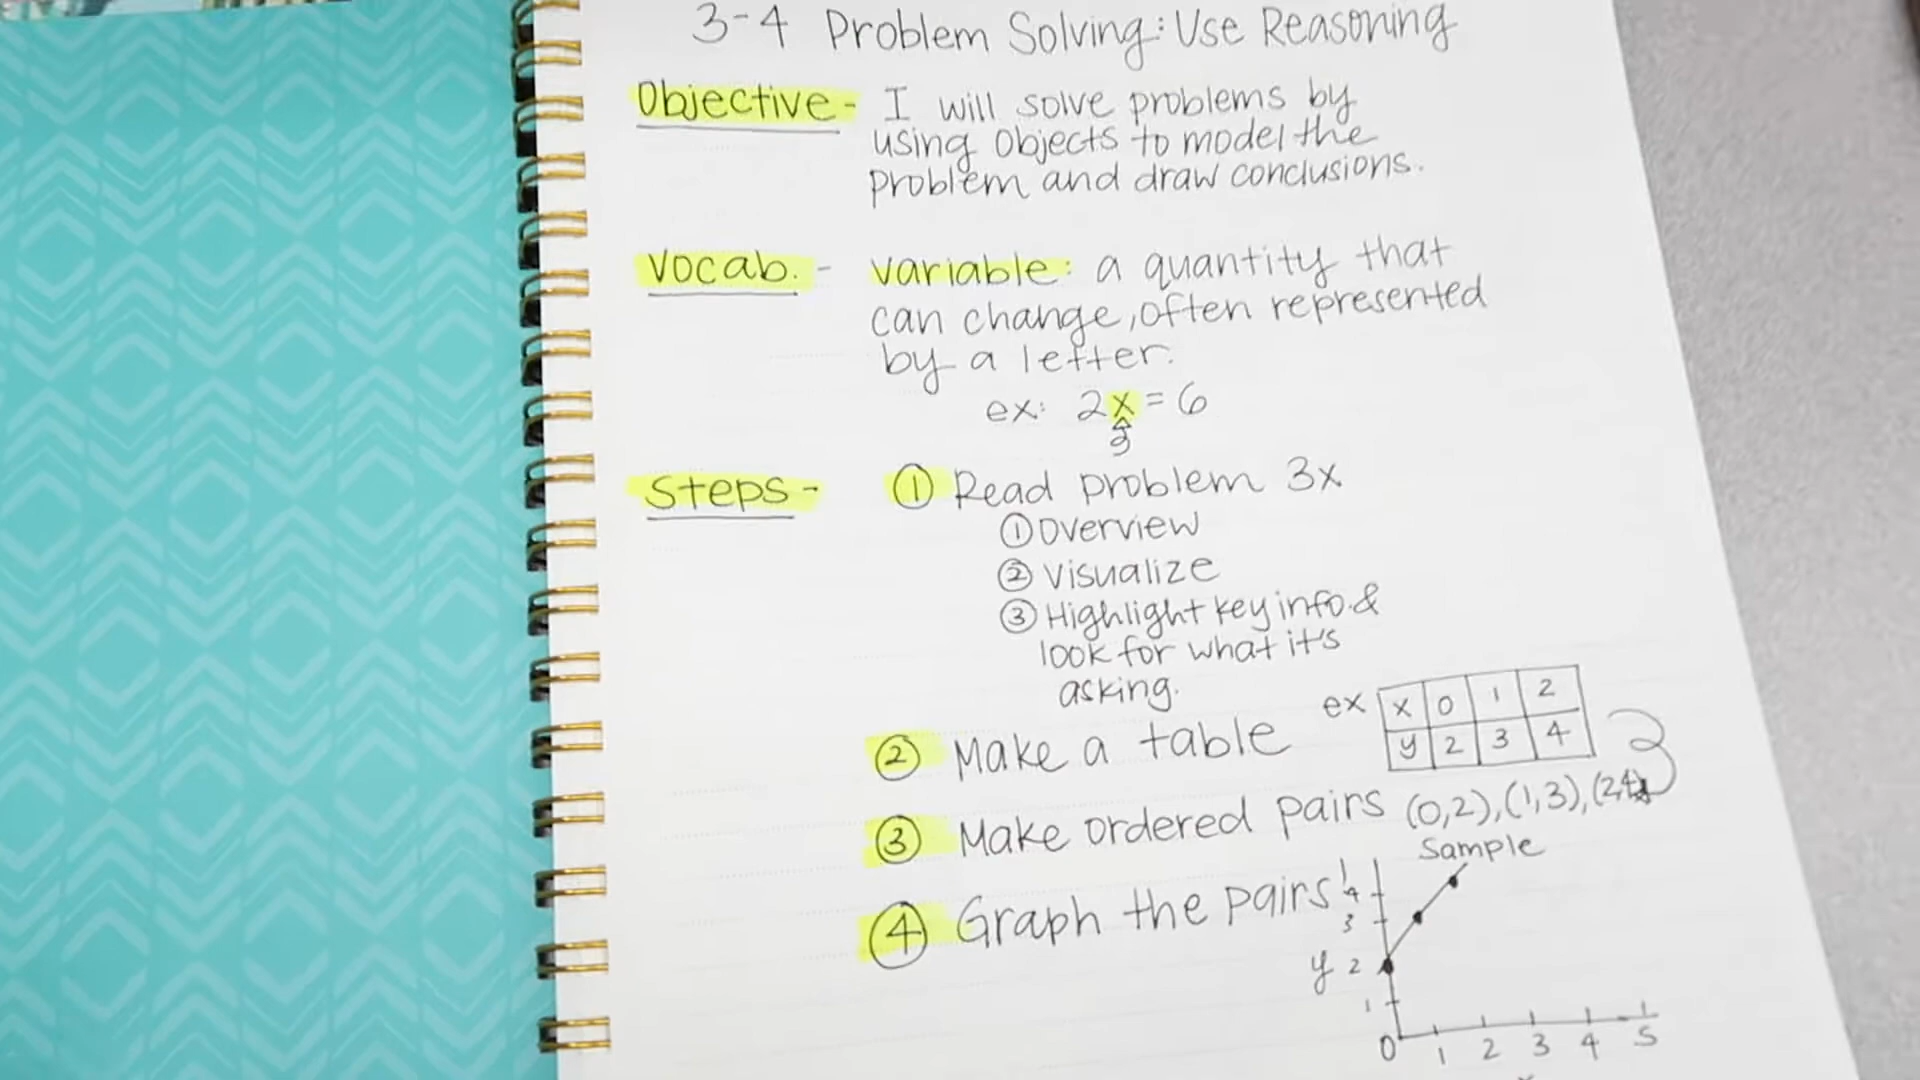 3-4 Problem Solving: Use Reasoning
Objective - I will solve problems by
using objects to model the
problem and draw conclusions.
Vocab. - variable: a quantity that
can change, often represented
by a letter.
ex: 2x = 6
3
Steps - ① Read problem 3x
① Overview
② Visualize
③ Highlight key info. &
look for what it's
asking.
② Make a table
ex
x 0 1 2
y 2 3 4
③ Make ordered pairs (0,2), (1,3), (2,4)
Sample
④ Graph the pairs!
4
3
y 2
1
0 1 2 3 4 5